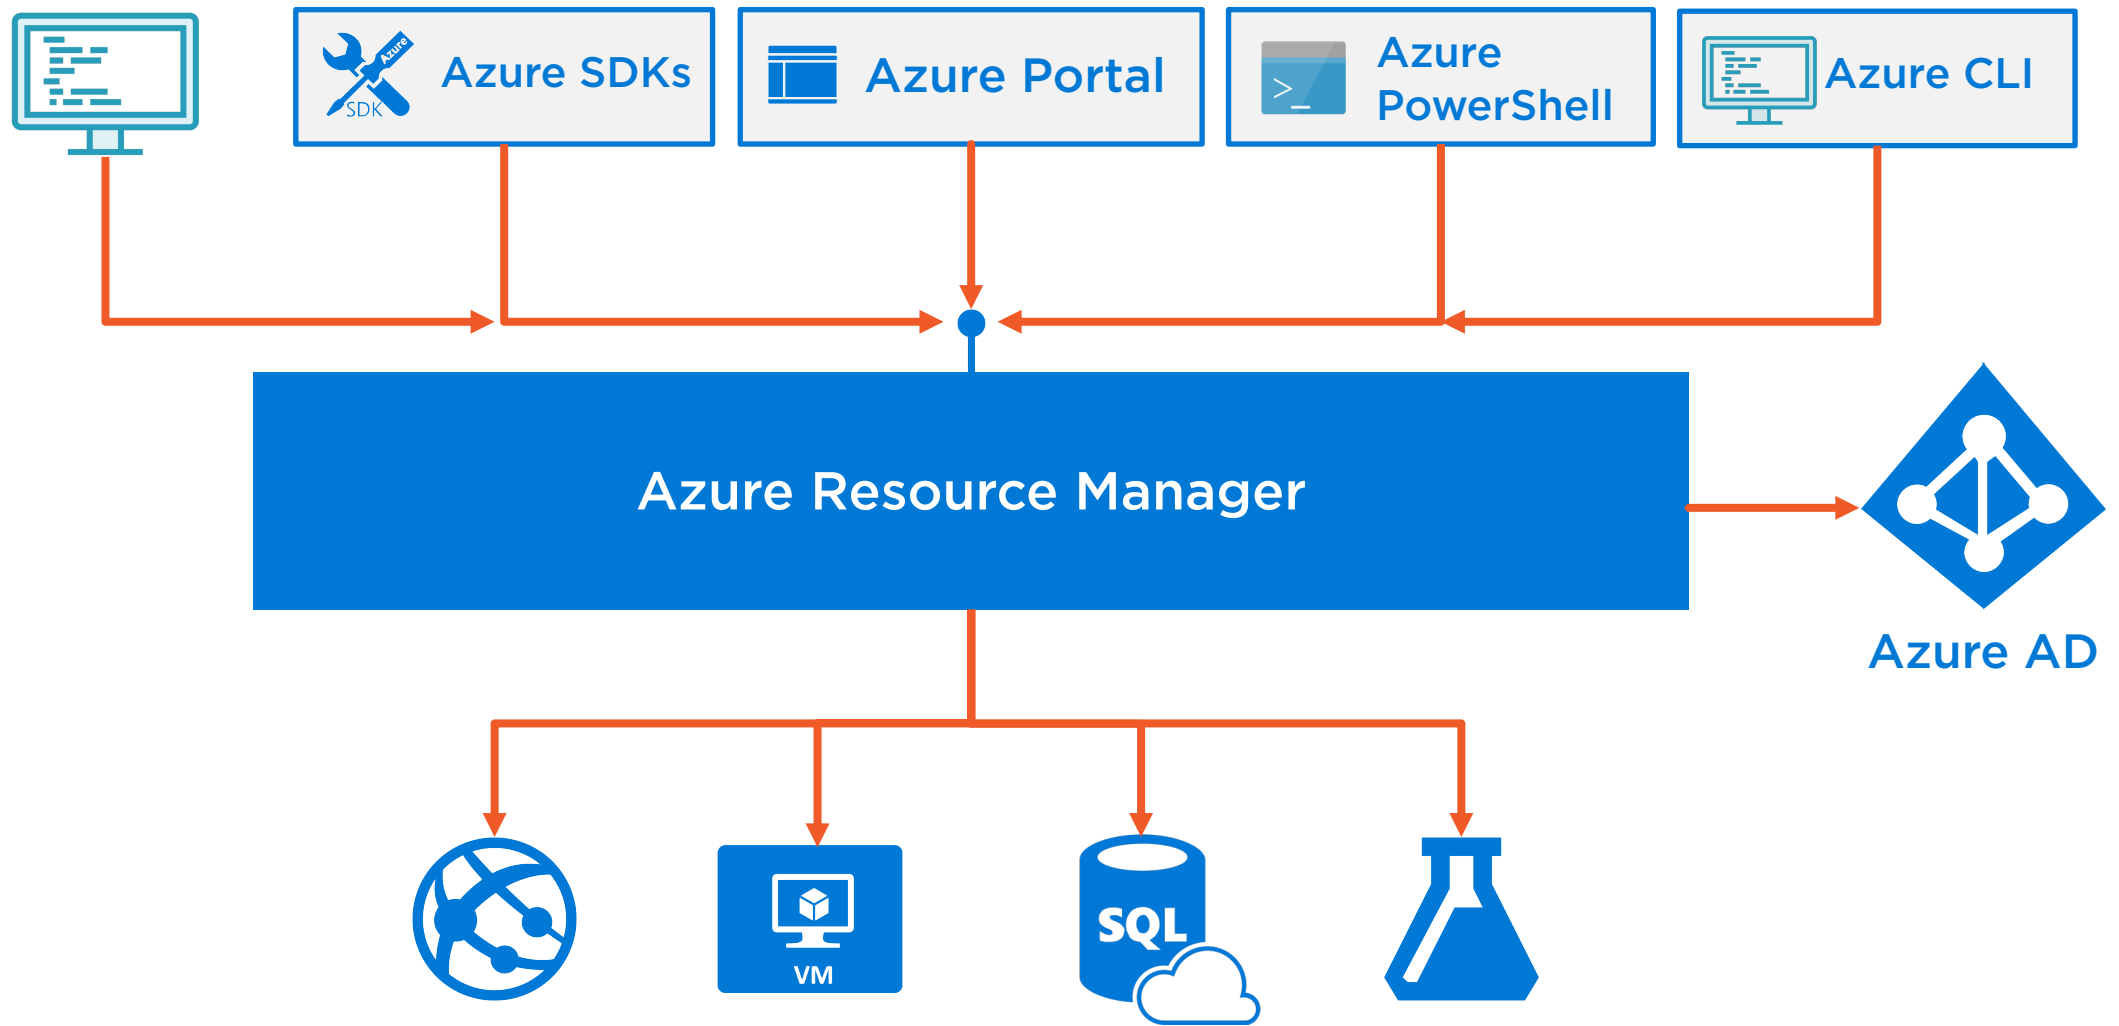 Azure
SDK
Azure SDKs
Azure Portal
>_
Azure
PowerShell
Azure CLI
Azure Resource Manager
Azure AD
VM
SQL